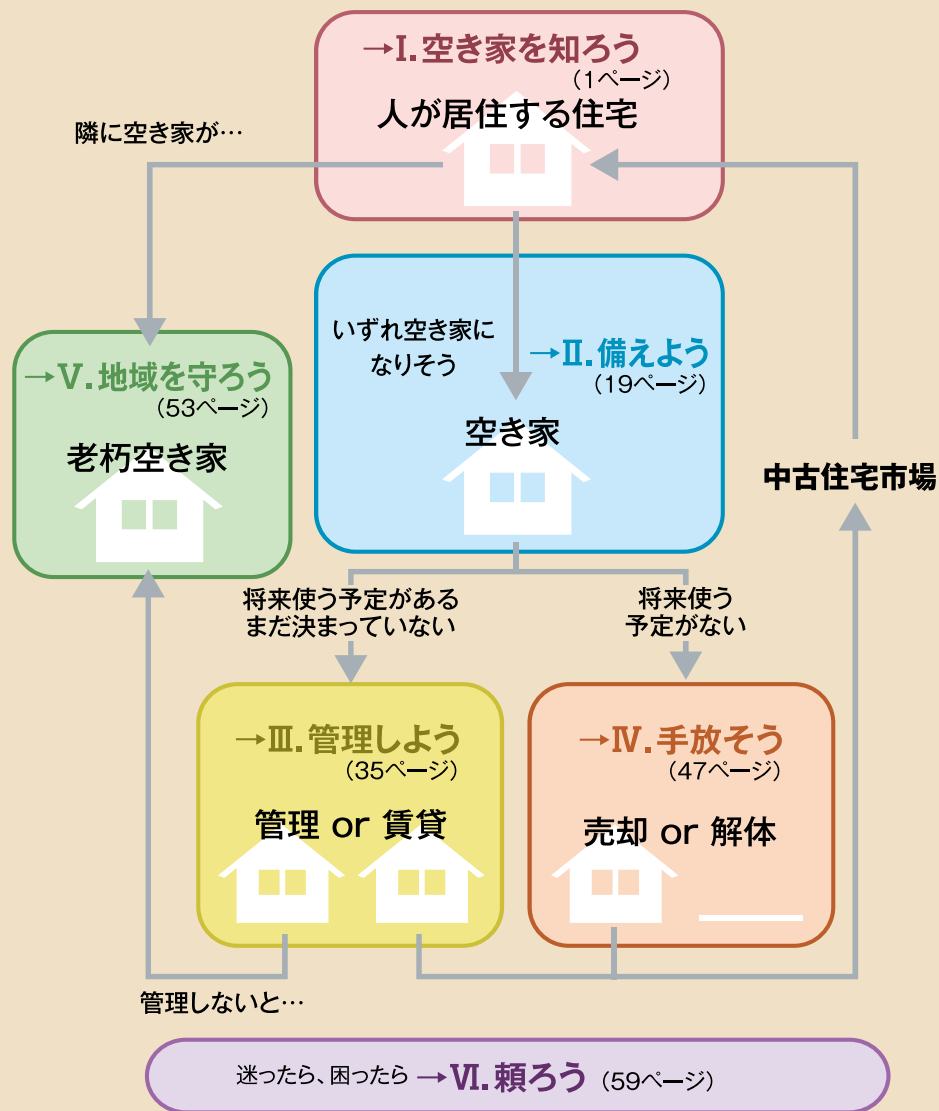 →Ⅰ.空き家を知ろう
(1ページ)
人が居住する住宅
隣に空き家が…
いずれ空き家に
なりそう
→Ⅱ.備えよう
(19ページ)
空き家
→Ⅴ.地域を守ろう
(53ページ)
老朽空き家
中古住宅市場
将来使う予定がある
まだ決まっていない
将来使う
予定がない
→Ⅲ.管理しよう
(35ページ)
管理 or 賃貸
→Ⅳ.手放そう
(47ページ)
売却 or 解体
管理しないと…
迷ったら、困ったら →Ⅵ.頼ろう (59ページ)